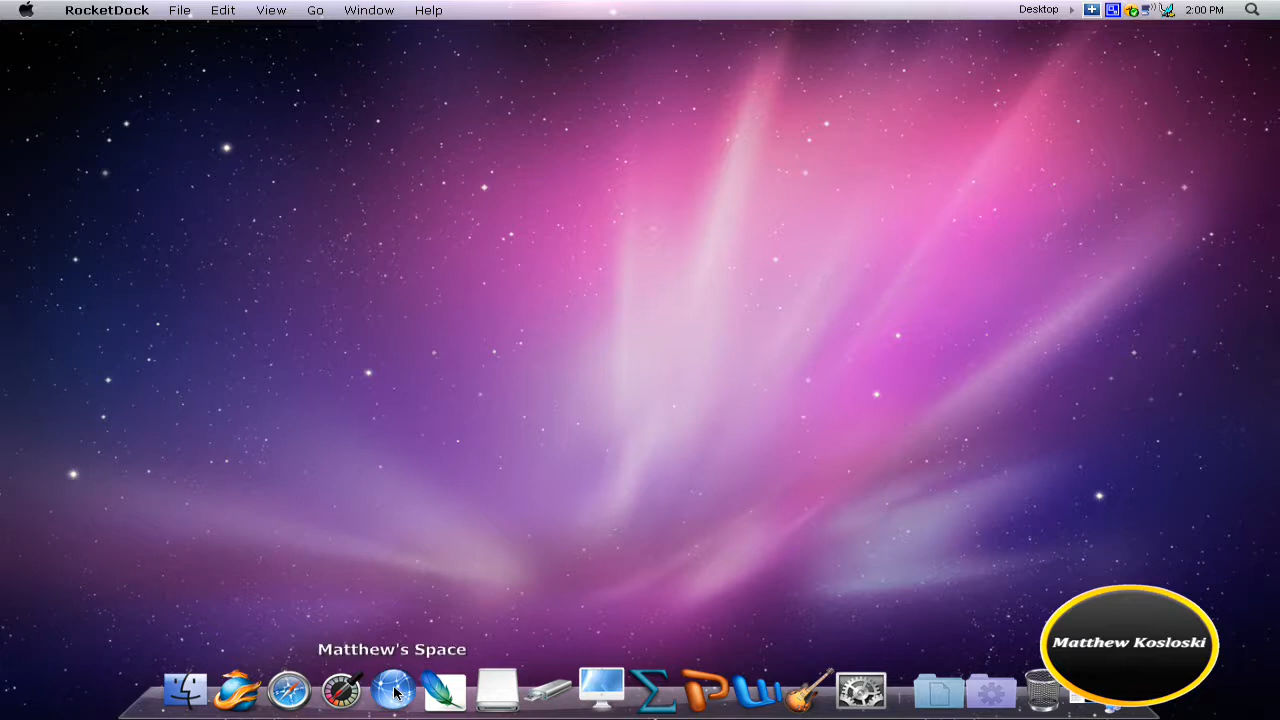 RocketDock File Edit View Go Window Help Desktop 2:00 PM
Matthew's Space
Matthew Kosloski